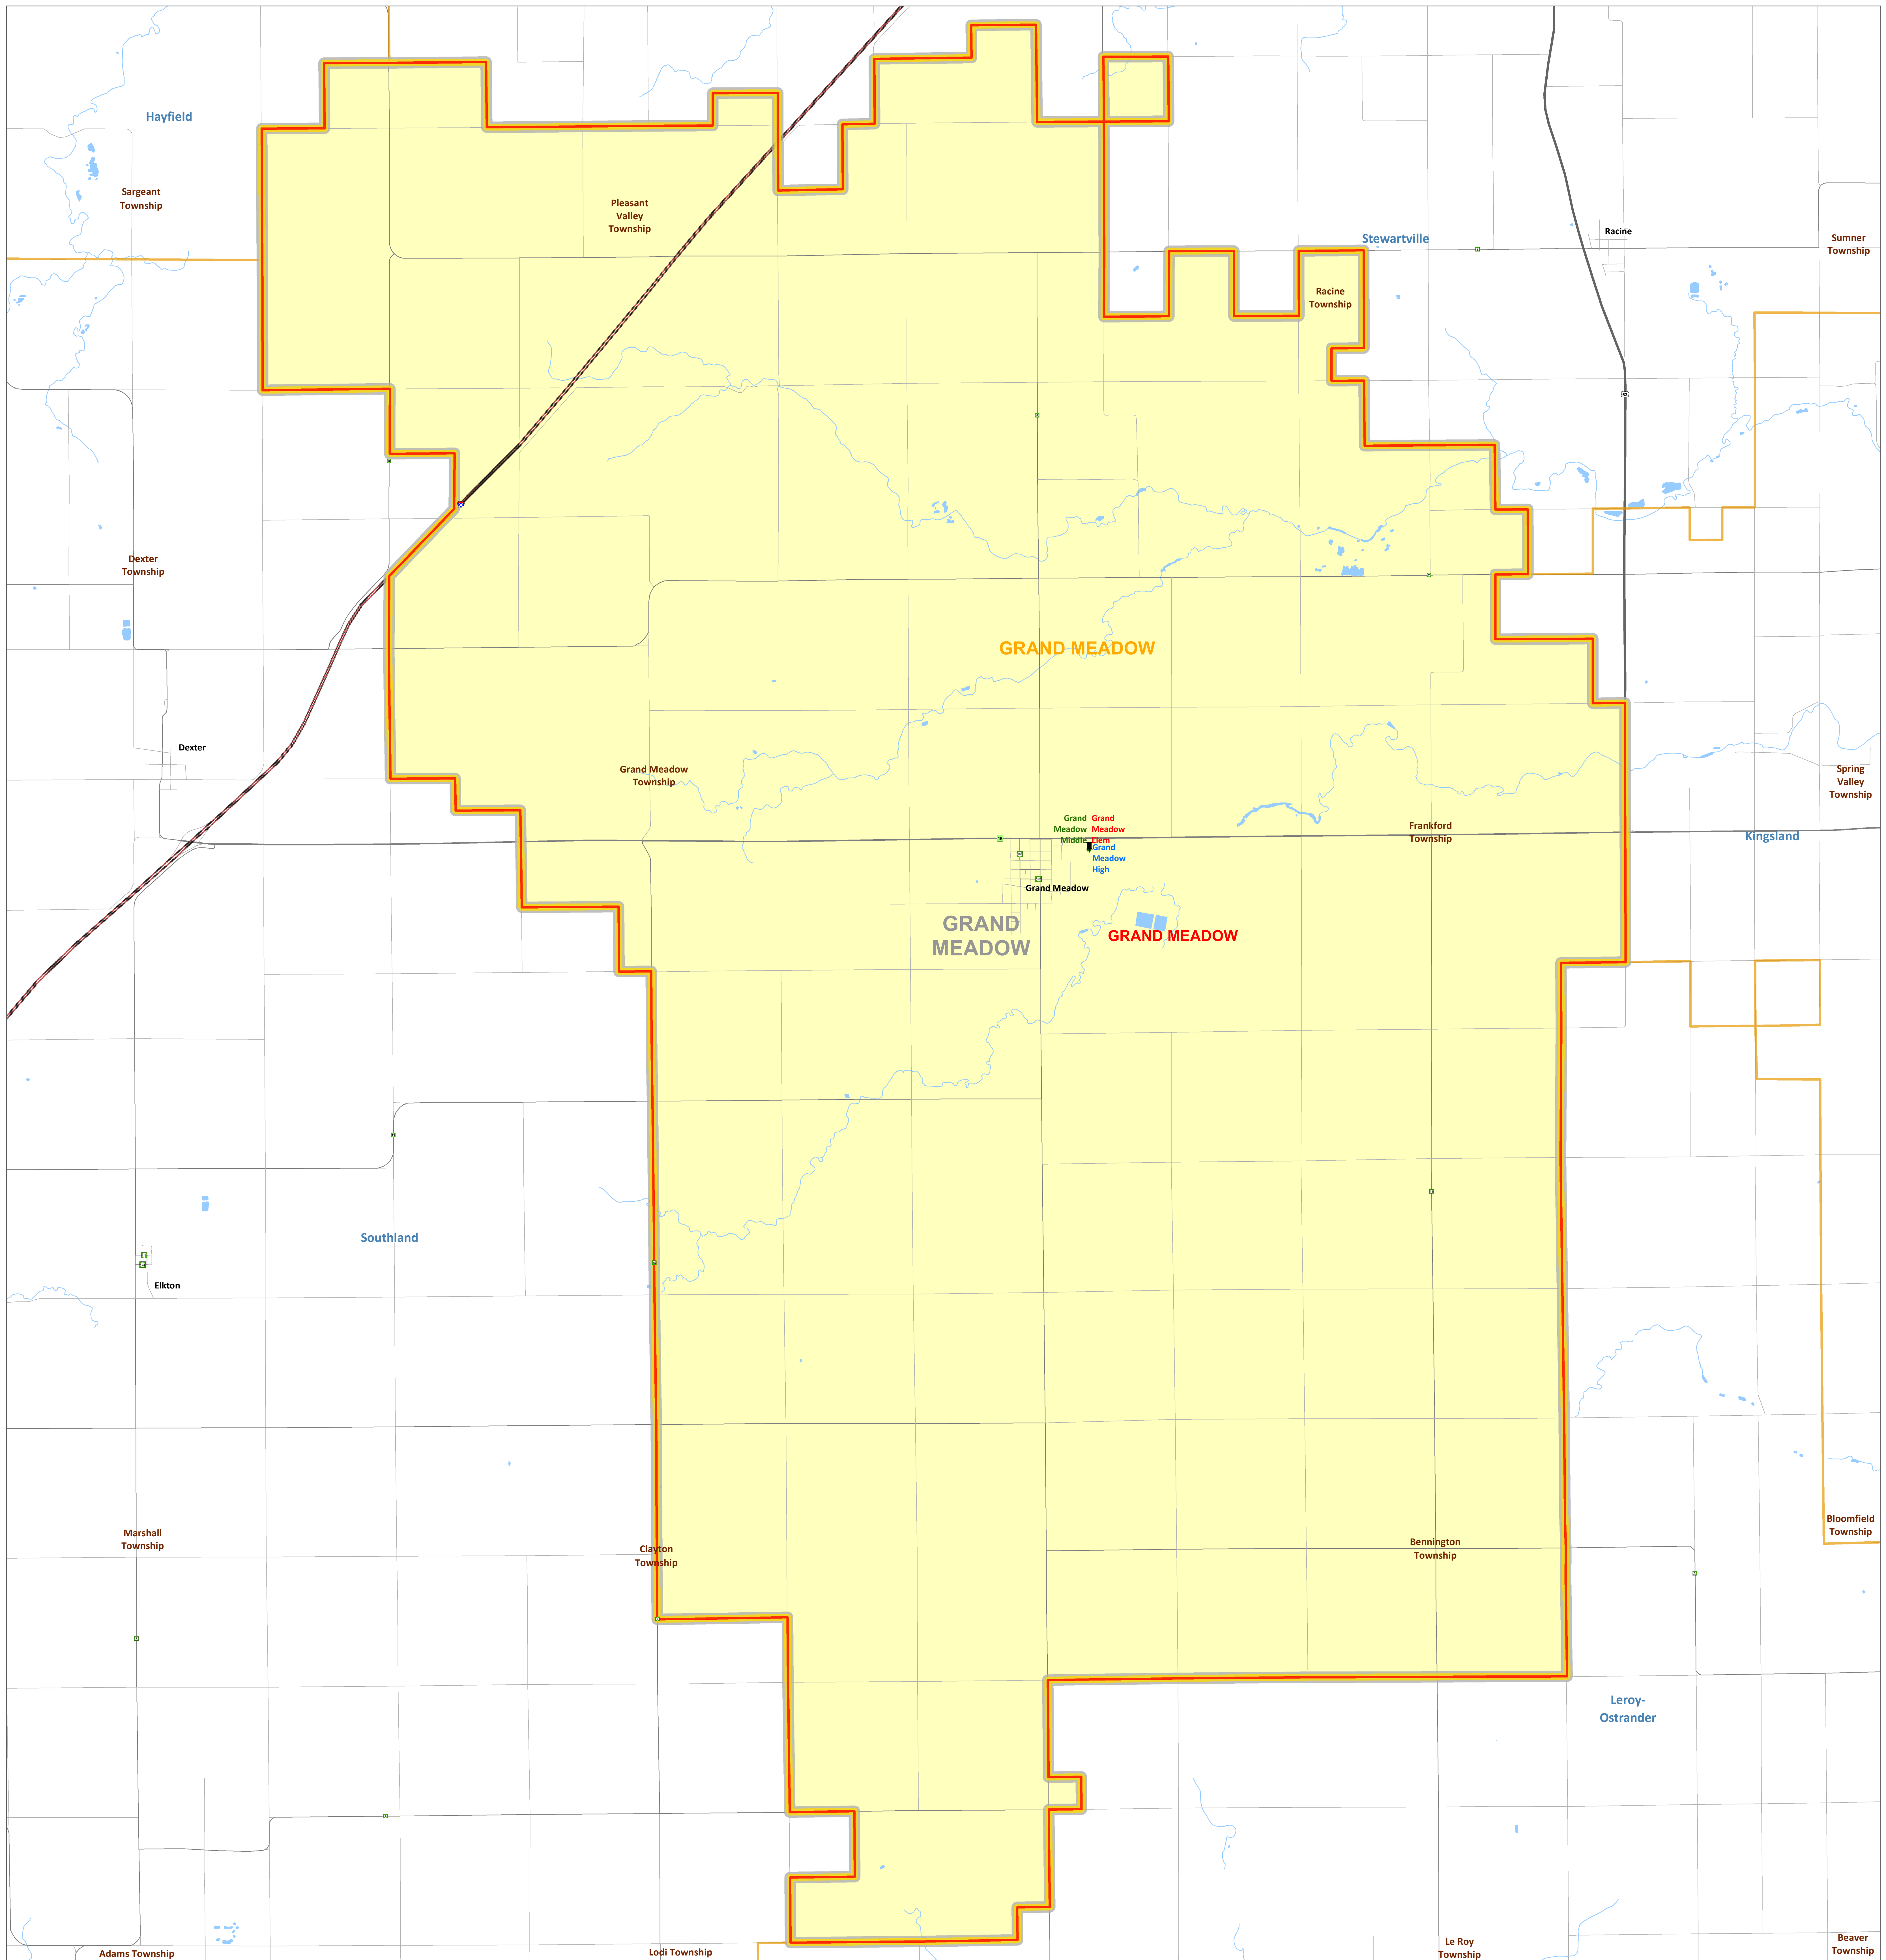 Hayfield
Sargeant
Township
Pleasant
Valley
Township
Stewartville
Racine
Sumner
Township
Racine
Township
Dexter
Township
GRAND MEADOW
Dexter
Grand Meadow
Township
Spring
Valley
Township
Grand
Meadow
Middle
Grand
Meadow
Elem
Grand
Meadow
High
Frankford
Township
Kingsland
Grand Meadow
GRAND
MEADOW
GRAND MEADOW
Southland
Elkton
Marshall
Township
Clayton
Township
Bennington
Township
Bloomfield
Township
Leroy-
Ostrander
Adams Township
Lodi Township
Le Roy
Township
Beaver
Township